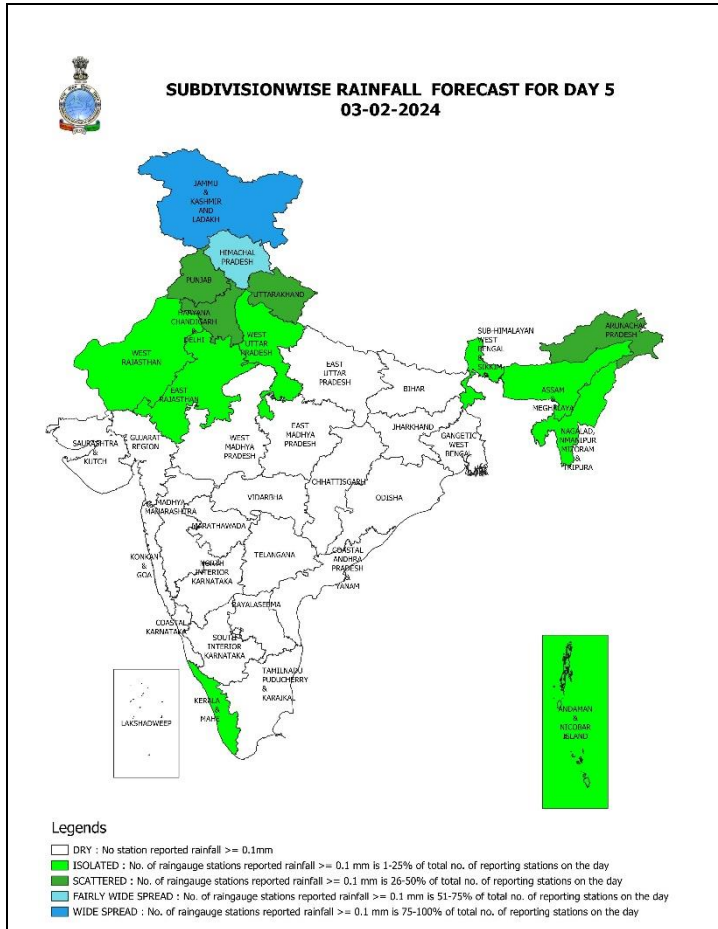 SUBDIVISIONWISE RAINFALL FORECAST FOR DAY 5
03-02-2024
JAMMU
&
KASHMIR
AND
LADAKH
HIMACHAL
PRADESH
PUNJAB
UTTARAKHAND
HARYANA
CHANDIGARH
&
DELHI
WEST
UTTAR
PRADESH
WEST
RAJASTHAN
EAST
RAJASTHAN
EAST
UTTAR
PRADESH
BIHAR
SUB-HIMALAYAN
WEST
BENGAL
&
SIKKIM
ARUNACHAL
PRADESH
ASSAM
&
MEGHALAYA
NAGALAD,
NMANIPUR
MIZORAM
&
TRIPURA
SAURASHTRA
&
KUTCH
GUJARAT
REGION
WEST
MADHYA
PRADESH
EAST
MADHYA
PRADESH
JHARKHAND
GANGETIC
WEST
BENGAL
CHHATTISGARH
ODISHA
VIDARBHA
MADHYA
MAHARASHTRA
MARATHAWADA
TELANGANA
KONKAN
&
GOA
NORTH
INTERIOR
KARNATAKA
COASTAL
ANDHRA
PRADESH
&
YANAM
RAYALASEEMA
COASTAL
KARNATAKA
SOUTH
INTERIOR
KARNATAKA
TAMILNADU
PUDUCHERRY
&
KARAIKAL
KERALA
&
MAHE
LAKSHADWEEP
ANDAMAN
&
NICOBAR
ISLAND
Legends
DRY : No station reported rainfall >= 0.1mm
ISOLATED : No. of raingauge stations reported rainfall >= 0.1 mm is 1-25% of total no. of reporting stations on the day
SCATTERED : No. of raingauge stations reported rainfall >= 0.1 mm is 26-50% of total no. of reporting stations on the day
FAIRLY WIDE SPREAD : No. of raingauge stations reported rainfall >= 0.1 mm is 51-75% of total no. of reporting stations on the day
WIDE SPREAD : No. of raingauge stations reported rainfall >= 0.1 mm is 75-100% of total no. of reporting stations on the day